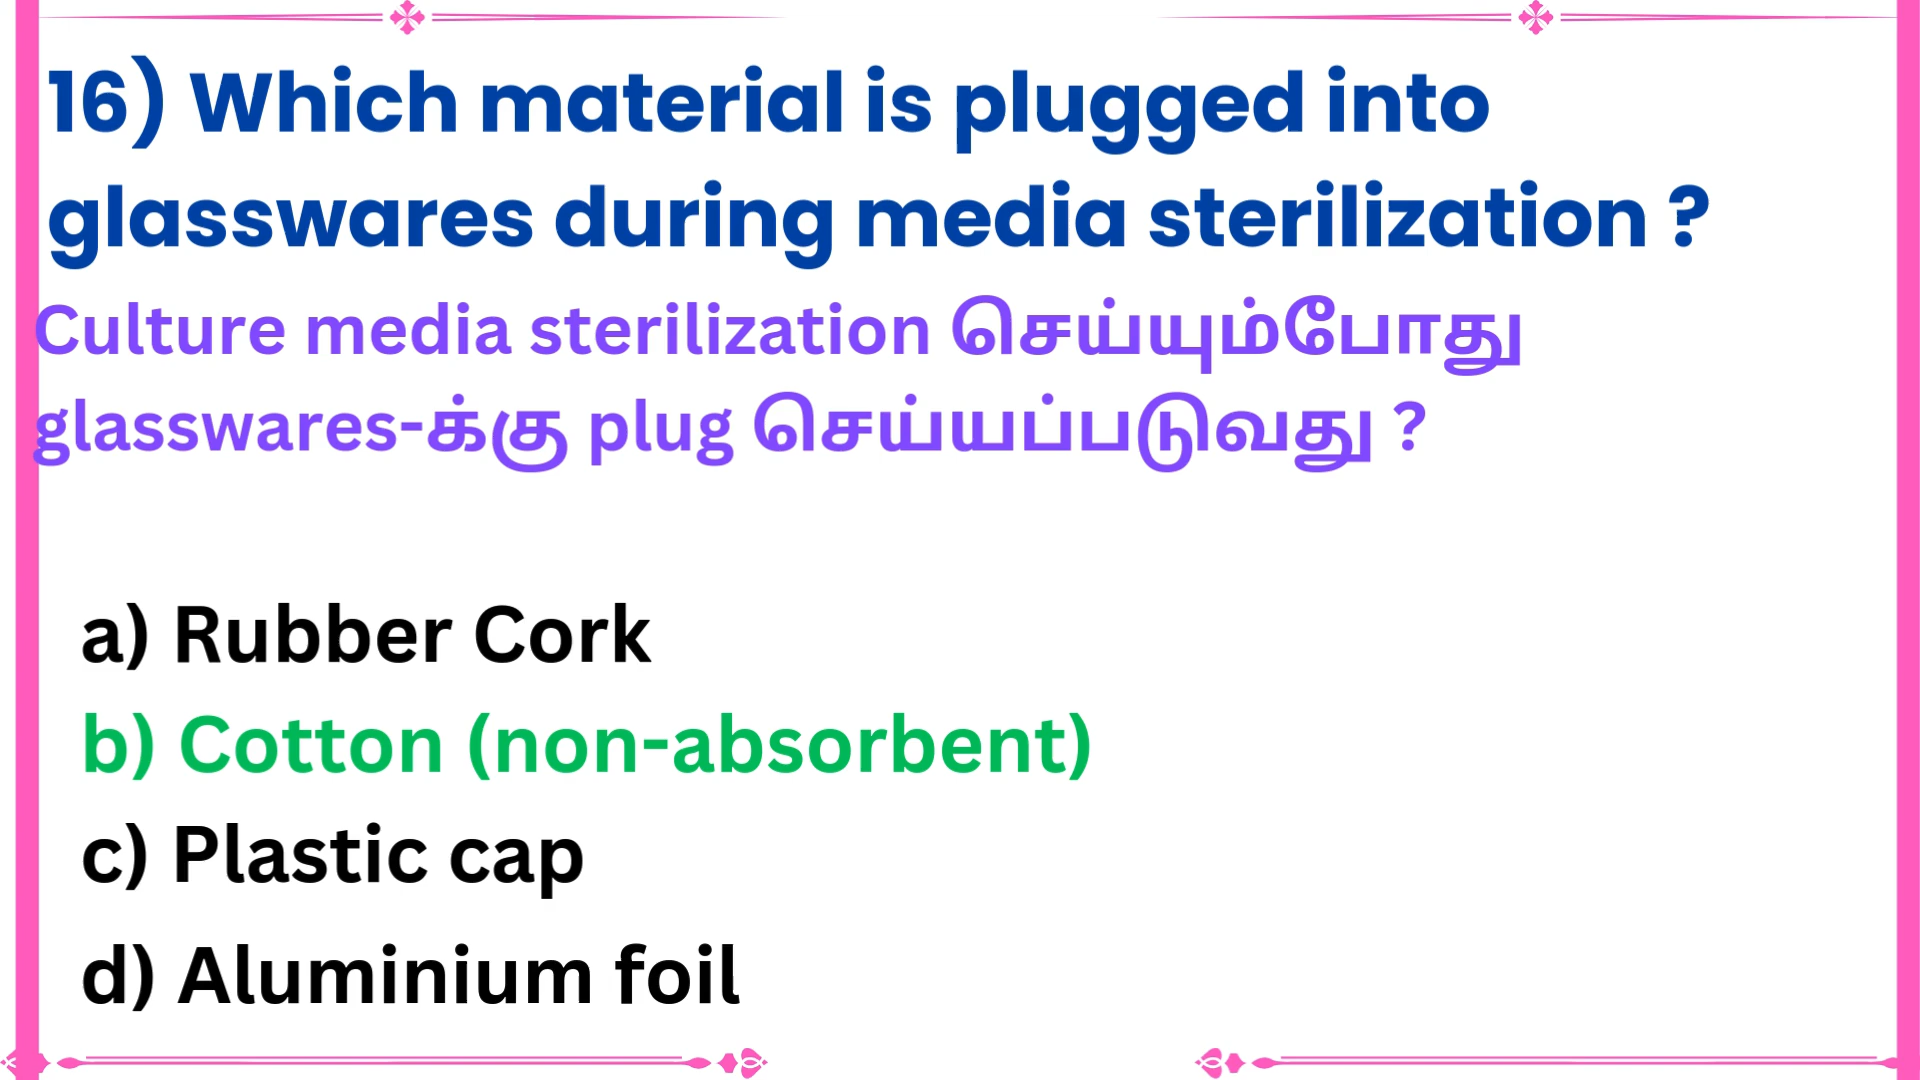 16) Which material is plugged into
glasswares during media sterilization ?
Culture media sterilization செய்யும்போது
glasswares-க்கு plug செய்யப்படுவது ?
a) Rubber Cork
b) Cotton (non-absorbent)
c) Plastic cap
d) Aluminium foil